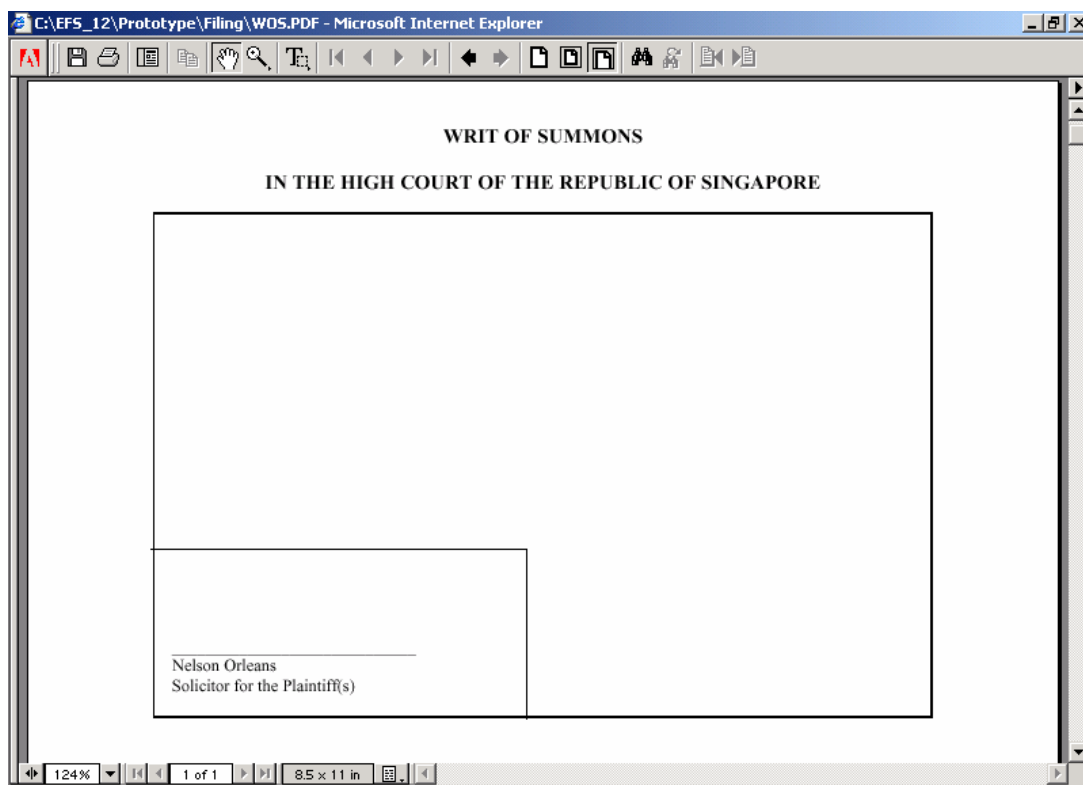 C:\EFS_12\Prototype\Filing\WOS.PDF - Microsoft Internet Explorer
WRIT OF SUMMONS
IN THE HIGH COURT OF THE REPUBLIC OF SINGAPORE
Nelson Orleans
Solicitor for the Plaintiff(s)
124% 1 of 1 8.5 x 11 in